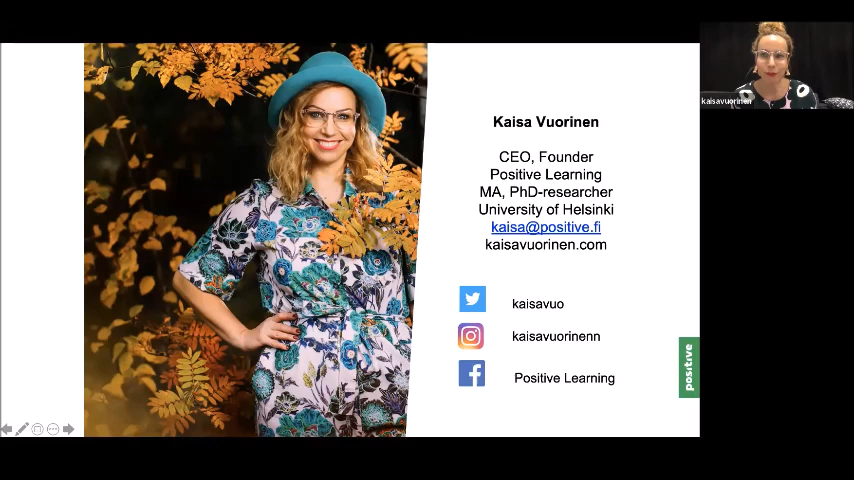 kaisavuorinen
Kaisa Vuorinen
CEO, Founder
Positive Learning
MA, PhD-researcher
University of Helsinki
kaisa@positive.fi
kaisavuorinen.com
kaisavuo
kaisavuorinenn
Positive Learning
positive